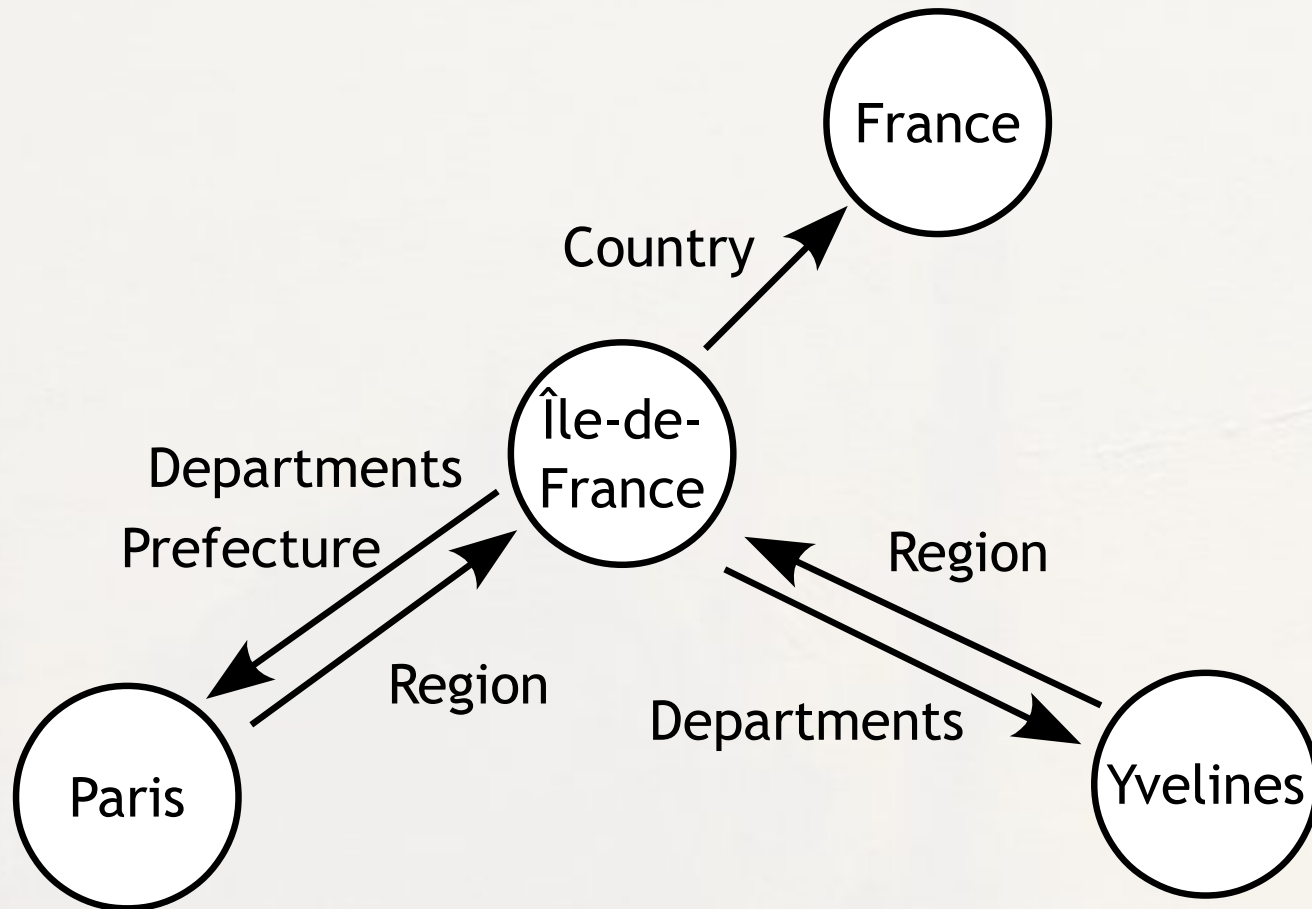 France
Country
Île-de-
France
Departments
Prefecture
Region
Region
Departments
Paris
Yvelines